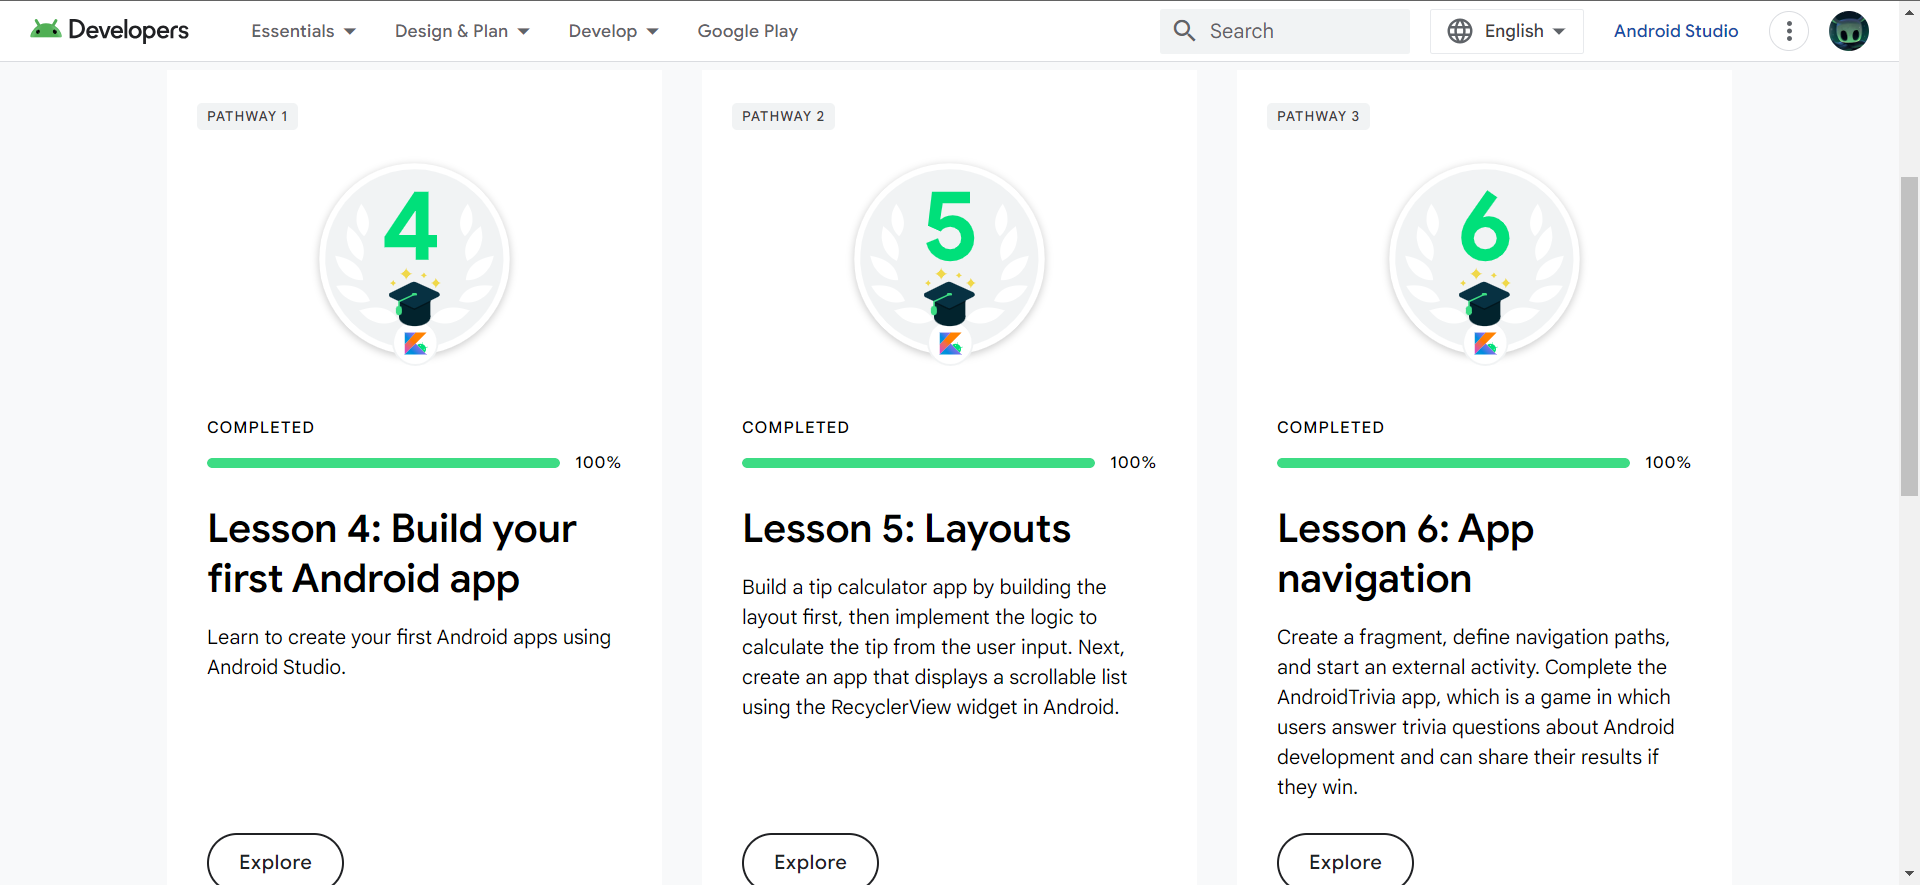 Developers
Essentials
Design & Plan
Develop
Google Play
Search
English
Android Studio
PATHWAY 1
4
COMPLETED
100%
Lesson 4: Build your
first Android app
Learn to create your first Android apps using
Android Studio.
Explore
PATHWAY 2
5
COMPLETED
100%
Lesson 5: Layouts
Build a tip calculator app by building the
layout first, then implement the logic to
calculate the tip from the user input. Next,
create an app that displays a scrollable list
using the RecyclerView widget in Android.
Explore
PATHWAY 3
6
COMPLETED
100%
Lesson 6: App
navigation
Create a fragment, define navigation paths,
and start an external activity. Complete the
AndroidTrivia app, which is a game in which
users answer trivia questions about Android
development and can share their results if
they win.
Explore